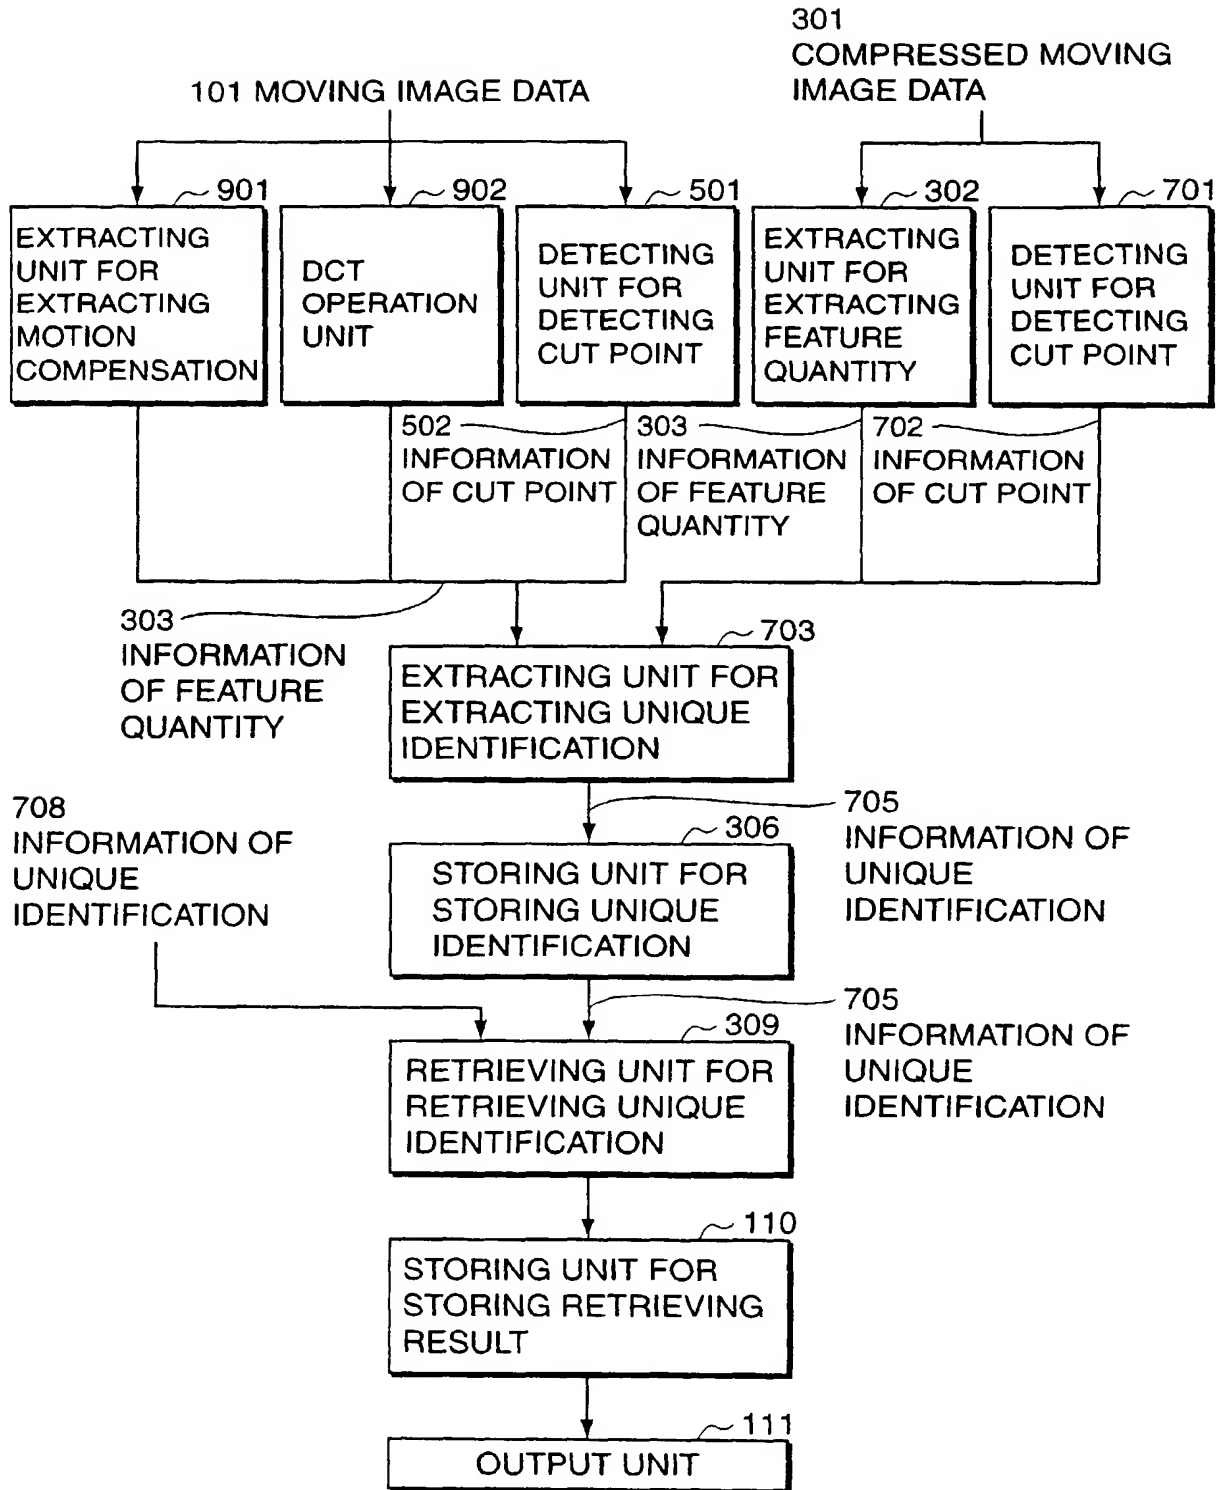 301
COMPRESSED MOVING
IMAGE DATA
101 MOVING IMAGE DATA
901
EXTRACTING
UNIT FOR
EXTRACTING
MOTION
COMPENSATION
902
DCT
OPERATION
UNIT
501
DETECTING
UNIT FOR
DETECTING
CUT POINT
302
EXTRACTING
UNIT FOR
EXTRACTING
FEATURE
QUANTITY
701
DETECTING
UNIT FOR
DETECTING
CUT POINT
502
INFORMATION
OF CUT POINT
303
INFORMATION
OF FEATURE
QUANTITY
702
INFORMATION
OF CUT POINT
303
INFORMATION
OF FEATURE
QUANTITY
703
EXTRACTING UNIT FOR
EXTRACTING UNIQUE
IDENTIFICATION
705
INFORMATION OF
UNIQUE
IDENTIFICATION
708
INFORMATION OF
UNIQUE
IDENTIFICATION
306
STORING UNIT FOR
STORING UNIQUE
IDENTIFICATION
705
INFORMATION OF
UNIQUE
IDENTIFICATION
309
RETRIEVING UNIT FOR
RETRIEVING UNIQUE
IDENTIFICATION
110
STORING UNIT FOR
STORING RETRIEVING
RESULT
111
OUTPUT UNIT